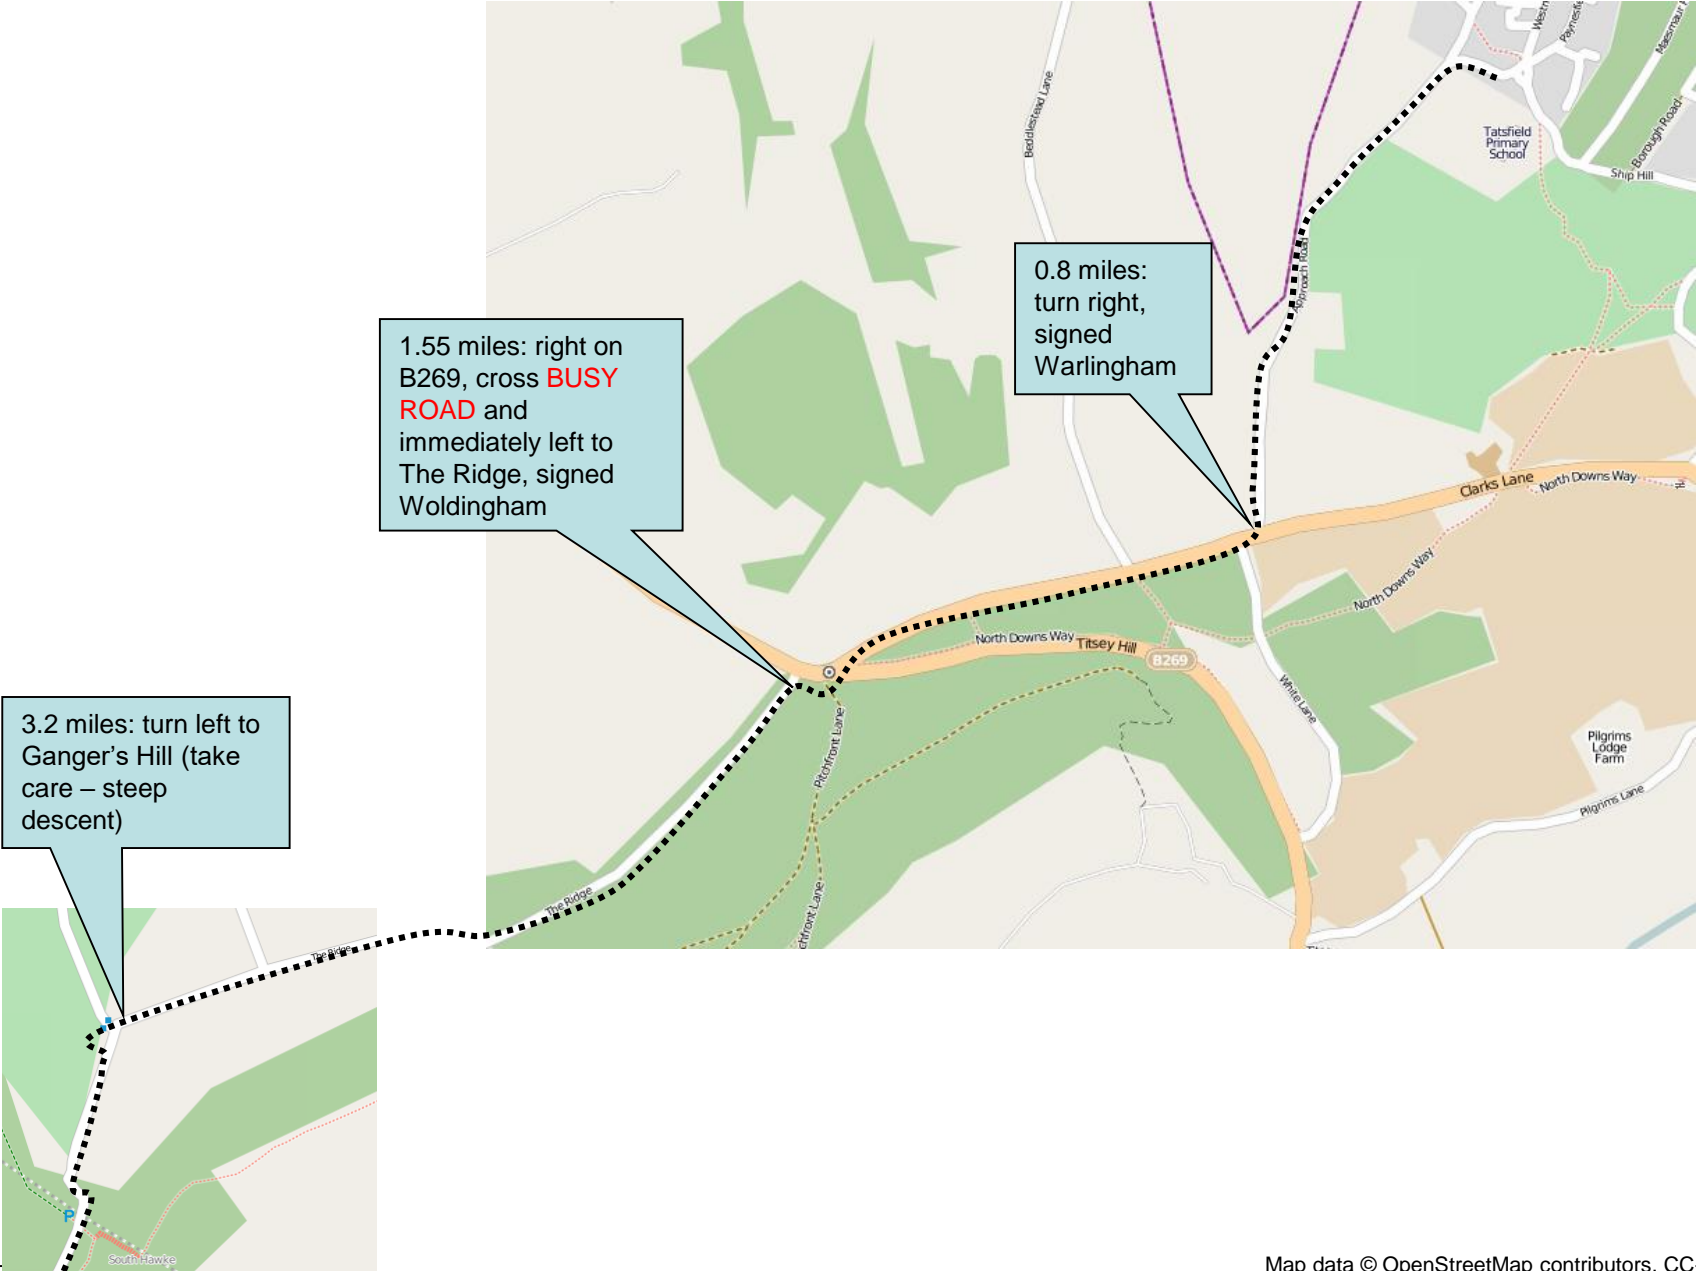 Westm
Paynesfie
Maesmaur R
Beddlestead Lane
Tatsfield
Primary
School
Borough Road
Ship Hill
Approach Road
0.8 miles:
turn right,
signed
Warlingham
1.55 miles: right on
B269, cross BUSY
ROAD and
immediately left to
The Ridge, signed
Woldingham
Clarks Lane
North Downs Way
North Downs Way
North Downs Way
Titsey Hill
B269
White Lane
Pitchfront Lane
Pilgrims
Lodge
Farm
Pilgrims Lane
3.2 miles: turn left to
Ganger’s Hill (take
care – steep
descent)
The Ridge
chfront Lane
The Ridge
P
South Hawke
Map data © OpenStreetMap contributors, CC